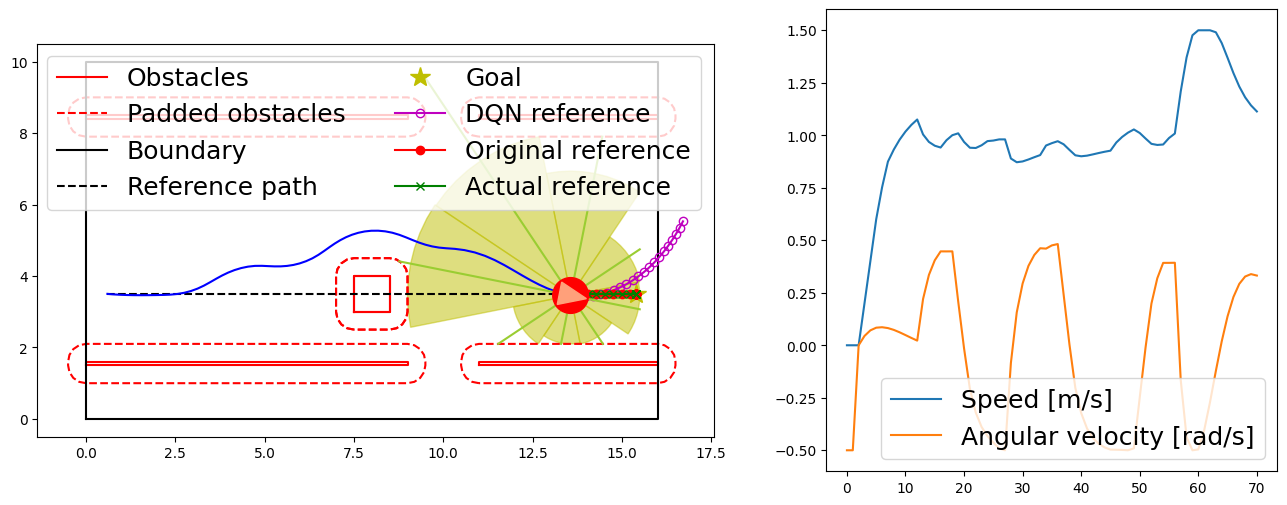 Obstacles
Padded obstacles
Boundary
Reference path
Goal
DQN reference
Original reference
Actual reference
10
8
6
4
2
0
0.0 2.5 5.0 7.5 10.0 12.5 15.0 17.5
1.50
1.25
1.00
0.75
0.50
0.25
0.00
−0.25
−0.50
Speed [m/s]
Angular velocity [rad/s]
0 10 20 30 40 50 60 70